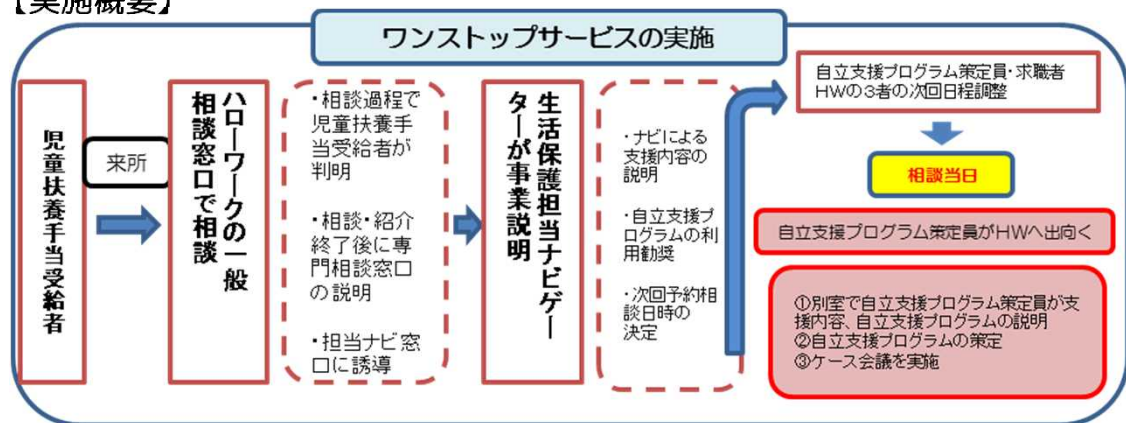 【実施概要】
ワンストップサービスの実施
児童扶養手当受給者
来所
ハローワークの一般
相談窓口で相談
・相談過程で
児童扶養手
当受給者が
判明
・相談・紹介
終了後に専
門相談窓口
の説明
・担当ナビ窓
口に誘導
生活保護担当ナビゲー
ターが事業説明
・ナビによる
支援内容の
説明
・自立支援プ
ログラムの利
用勧奨
・次回予約相
談日時の
決定
自立支援プログラム策定員・求職者
HWの3者の次回日程調整
相談当日
自立支援プログラム策定員がHWへ出向く
①別室で自立支援プログラム策定員が支
援内容、自立支援プログラムの説明
②自立支援プログラムの策定
③ケース会議を実施